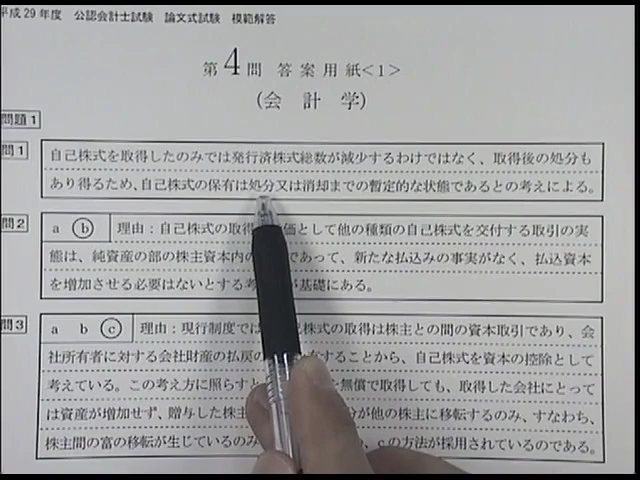 平成29年度 公認会計士試験 論文式試験 模範解答
第4問 答案用紙<1>
(会 計 学)
問題1
問1
自己株式を取得したのみでは発行済株式総数が減少するわけではなく、取得後の処分も
あり得るため、自己株式の保有は処分又は消却までの暫定的な状態であるとの考えによる。
問2
a b 理由：自己株式の取得 価として他の種類の自己株式を交付する取引の実
態は、純資産の部の株主資本内の であって、新たな払込みの事実がなく、払込資本
を増加させる必要はないとする考 が基礎にある。
問3
a b c 理由：現行制度では 己株式の取得は株主との間の資本取引であり、会
社所有者に対する会社財産の払戻の 有することから、自己株式を資本の控除として
考えている。この考え方に照らすと 無償で取得しても、取得した会社にとって
は資産が増加せず、贈与した株主 分が他の株主に移転するのみ、すなわち、
株主間の富の移転が生じているのみ 、cの方法が採用されているのである。